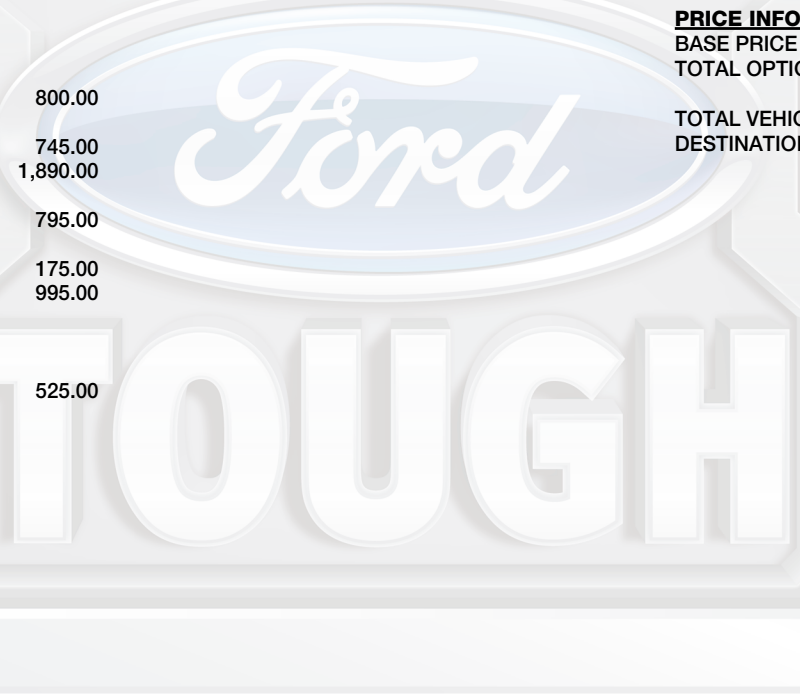 PRICE INFO
BASE PRICE
TOTAL OPTIO
800.00
TOTAL VEHIC
745.00
DESTINATION
1,890.00
795.00
175.00
995.00
525.00
Ford
TOUGH